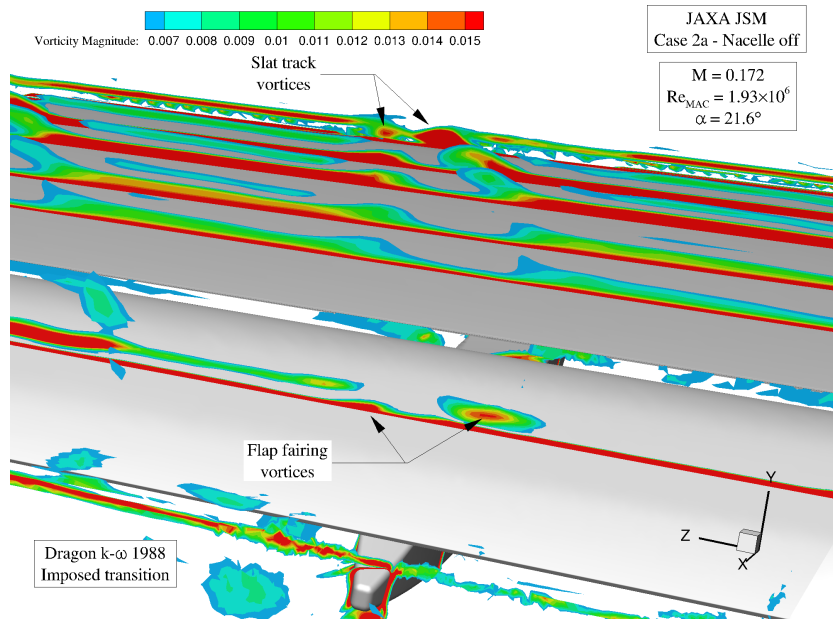 Vorticity Magnitude: 0.007 0.008 0.009 0.01 0.011 0.012 0.013 0.014 0.015
JAXA JSM
Case 2a - Nacelle off
Slat track
vortices
M = 0.172
Re_MAC = 1.93×10⁶
α = 21.6°
Flap fairing
vortices
Y
Z
X
Dragon k-ω 1988
Imposed transition